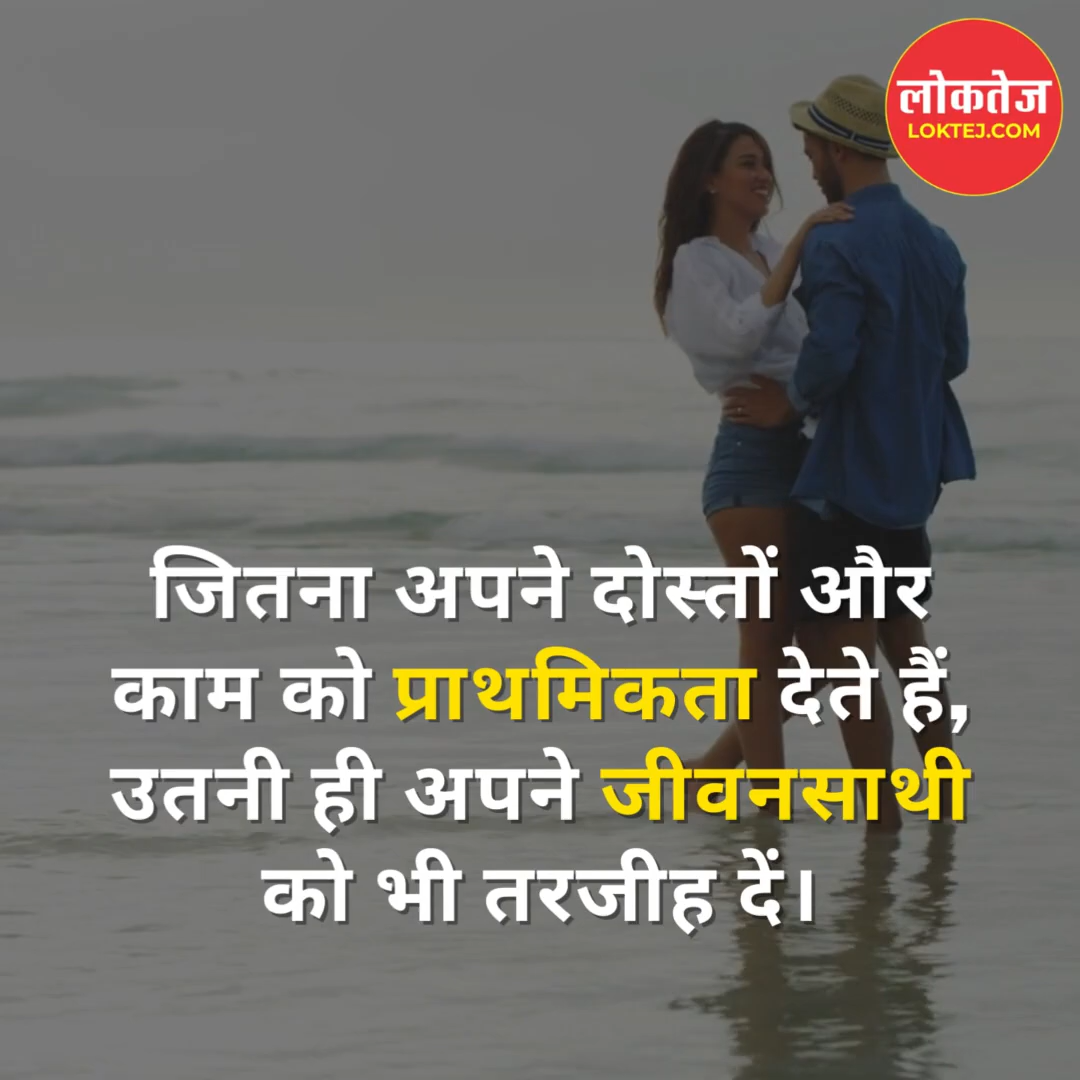 लोकतेज
LOKTEJ.COM
जितना अपने दोस्तों और
काम को प्राथमिकता देते हैं,
उतनी ही अपने जीवनसाथी
को भी तरजीह दें।